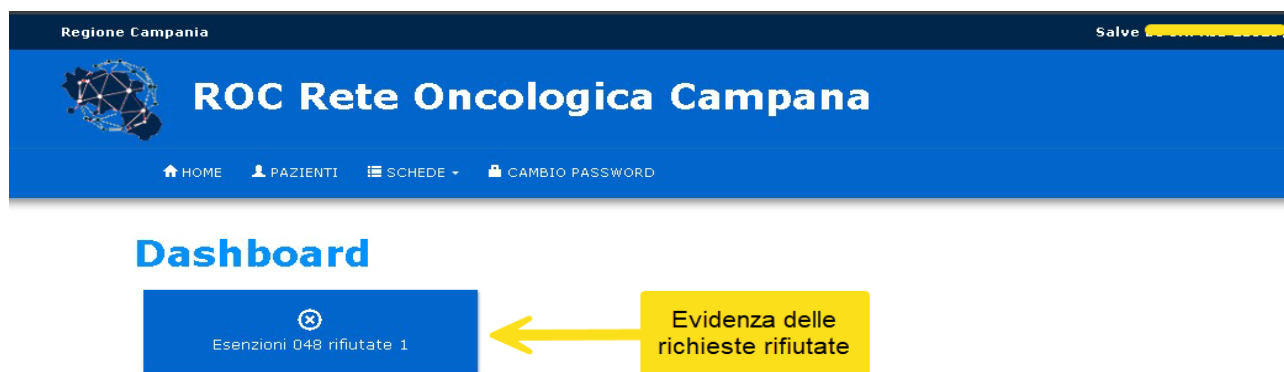 Regione Campania
Salve
ROC Rete Oncologica Campana
HOME PAZIENTI SCHEDE CAMBIO PASSWORD
Dashboard
Esenzioni 048 rifiutate 1
Evidenza delle
richieste rifiutate